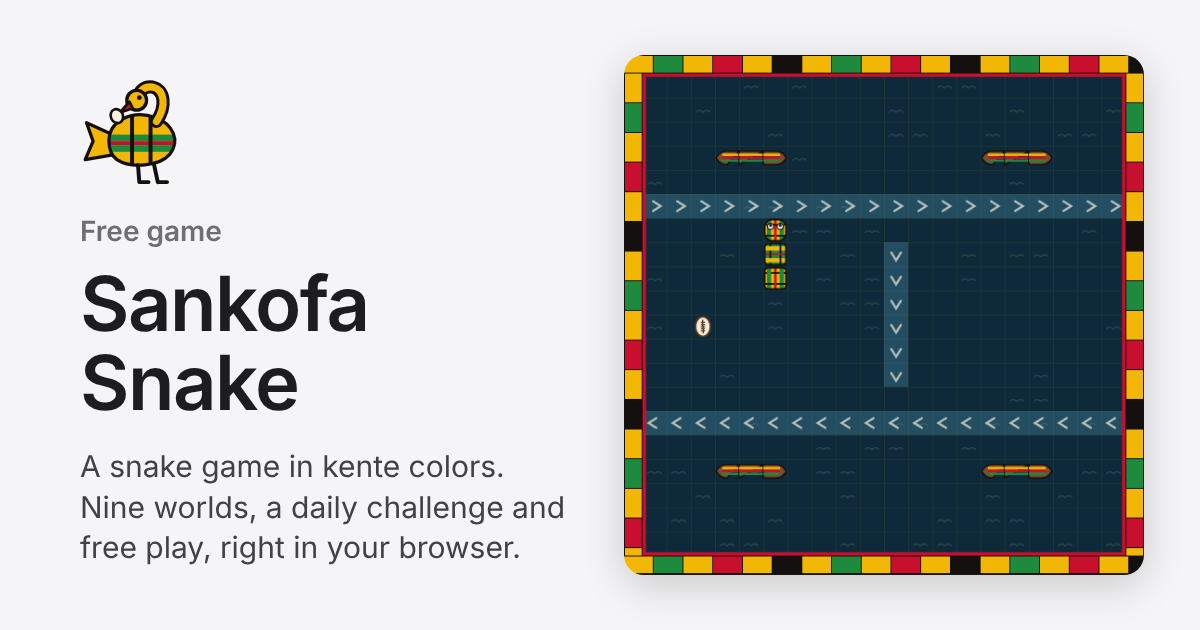 Free game
Sankofa
Snake
A snake game in kente colors.
Nine worlds, a daily challenge and
free play, right in your browser.